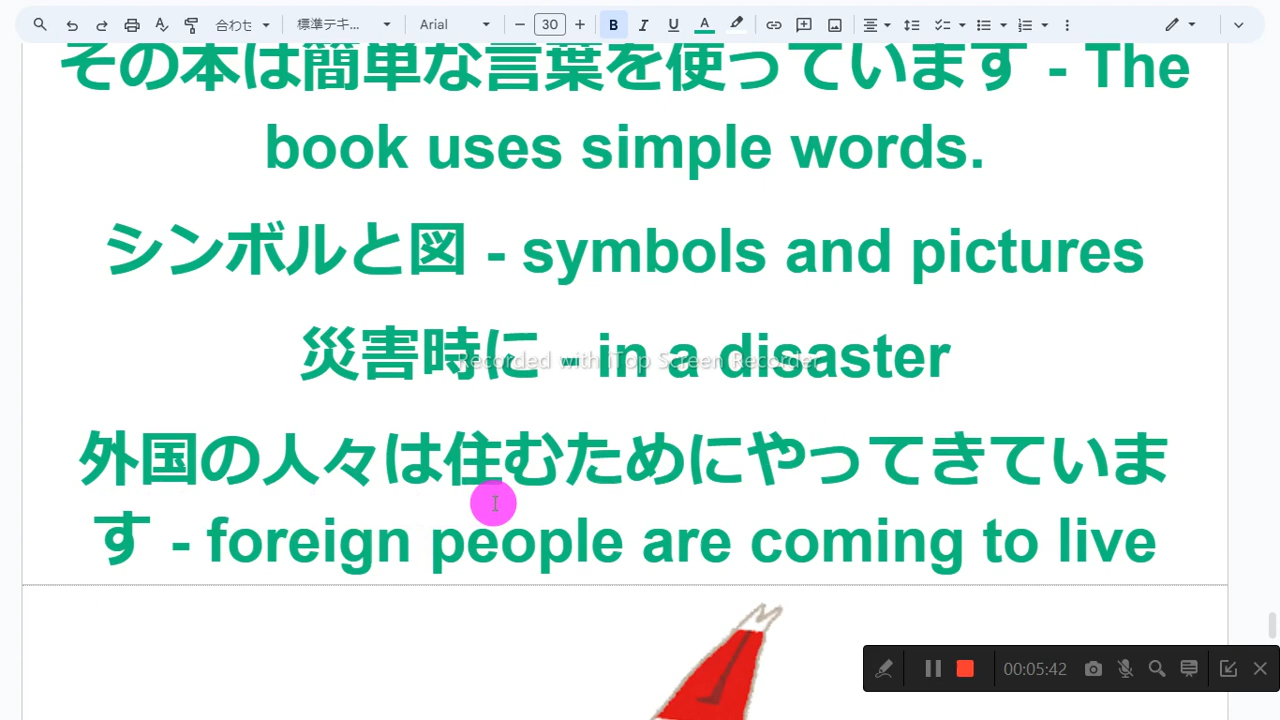 合わせ 標準テキ... Arial 30 B I U A
その本は簡単な言葉を使っています - The
book uses simple words.
シンボルと図 - symbols and pictures
災害時に - in a disaster
Recorded with iTop Screen Recorder
外国の人々は住むためにやってきていま
す - foreign people are coming to live
00:05:42